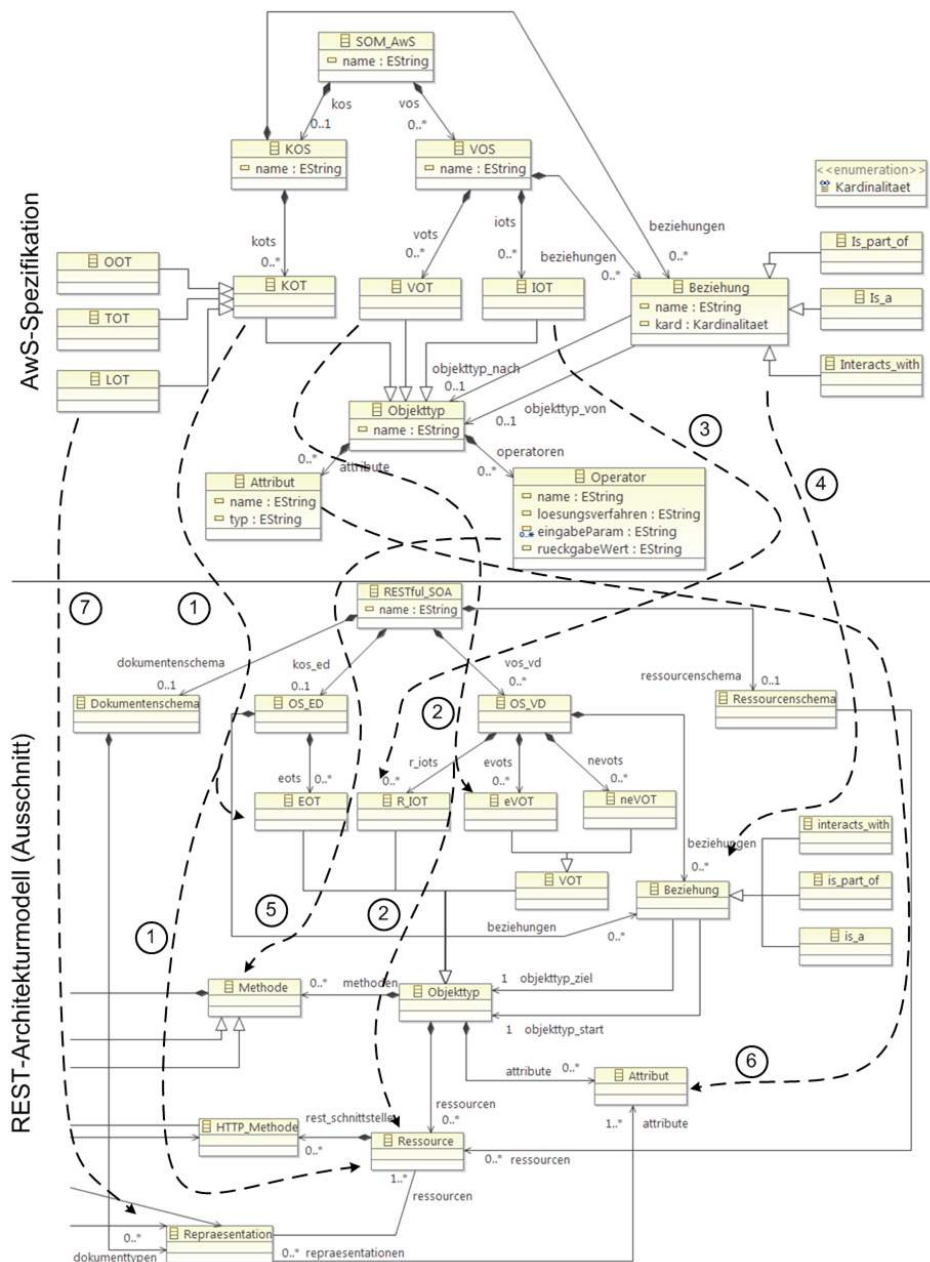 SOM_AwS
name : EString
kos
vos
0..1
0..*
KOS
name : EString
VOS
name : EString
<<enumeration>>
Kardinalitaet
beziehungen
0..*
kots
0..*
vots
0..*
iots
0..*
beziehungen
0..*
Is_part_of
OOT
KOT
VOT
IOT
Beziehung
name : EString
kard : Kardinalitaet
Is_a
TOT
Interacts_with
LOT
objekttyp_nach
0..1
Objekttyp
name : EString
0..1
objekttyp_von
3
0..*
attribute
operatoren
0..*
Attribut
name : EString
typ : EString
Operator
name : EString
loesungsverfahren : EString
eingabeParam : EString
rueckgabeWert : EString
4
AwS-Spezifikation
7
1
RESTful_SOA
name : EString
dokumentenschema
0..1
kos_ed
0..1
vos_vd
0..*
ressourcenschema
0..1
Dokumentenschema
OS_ED
2
OS_VD
Ressourcenschema
eots
0..*
r_iots
0..*
evots
0..*
nevots
0..*
EOT
R_IOT
eVOT
neVOT
interacts_with
beziehungen
0..*
VOT
Beziehung
is_part_of
1
5
2
beziehungen
0..*
is_a
Methode
0..*
methoden
Objekttyp
1
objekttyp_ziel
1
objekttyp_start
6
attribute
0..*
Attribut
ressourcen
0..*
1..*
attribute
HTTP_Methode
rest_schnittstelle
0..*
Ressource
0..*
ressourcen
1..*
ressourcen
Repraesentation
0..*
dokumenttypen
0..*
repraesentationen
REST-Architekturmodell (Ausschnitt)